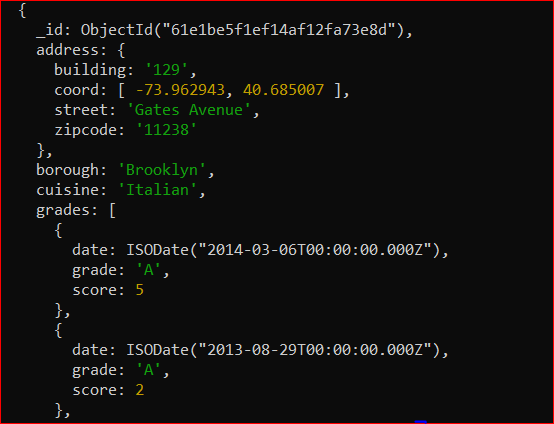 {
_id: ObjectId("61e1be5f1ef14af12fa73e8d"),
address: {
building: '129',
coord: [ -73.962943, 40.685007 ],
street: 'Gates Avenue',
zipcode: '11238'
},
borough: 'Brooklyn',
cuisine: 'Italian',
grades: [
{
date: ISODate("2014-03-06T00:00:00.000Z"),
grade: 'A',
score: 5
},
{
date: ISODate("2013-08-29T00:00:00.000Z"),
grade: 'A',
score: 2
},